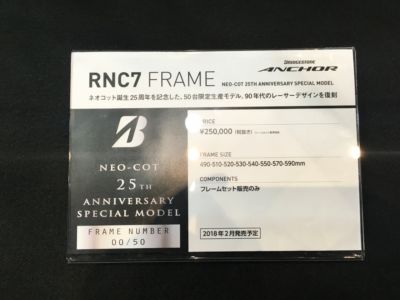 BRIDGESTONE
ANCHOR
RNC7 FRAME NEO-COT 25TH ANNIVERSARY SPECIAL MODEL
ネオコット誕生25周年を記念した、50台限定生産モデル。90年代のレーサーデザインを復刻
B
NEO-COT
25TH
ANNIVERSARY
SPECIAL MODEL
FRAME NUMBER
00/50
PRICE
¥250,000 (税抜き)
FRAME SIZE
490-510-520-530-540-550-570-590mm
COMPONENTS
フレームセット販売のみ
2018年2月発売予定